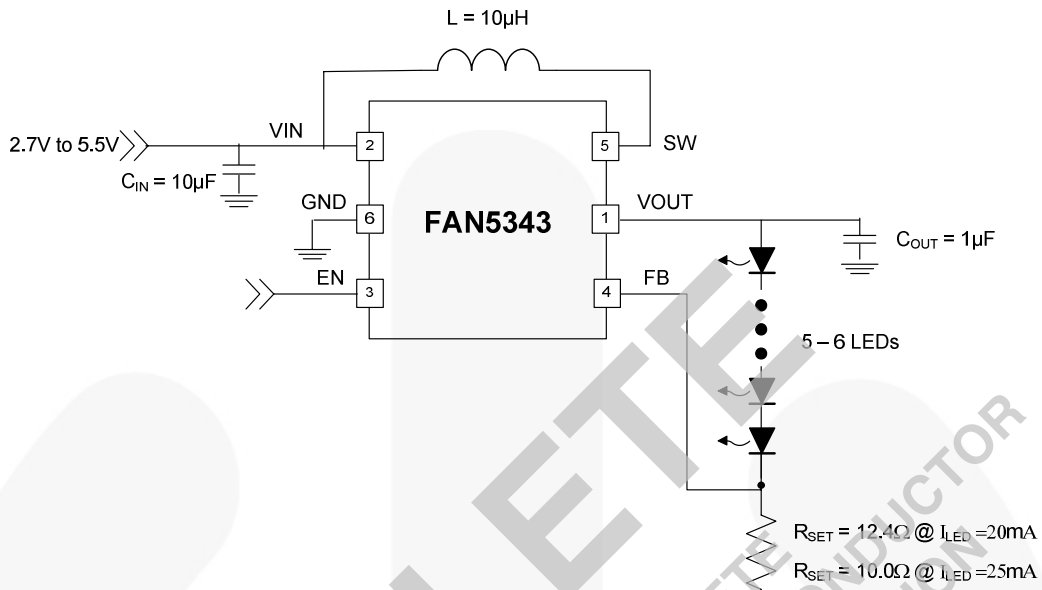 L = 10µH
VIN
2.7V to 5.5V
2
5
SW
C_IN = 10µF
GND
6
FAN5343
1
VOUT
C_OUT = 1µF
EN
3
4
FB
5 – 6 LEDs
R_SET = 12.4Ω @ I_LED =20mA
R_SET = 10.0Ω @ I_LED =25mA